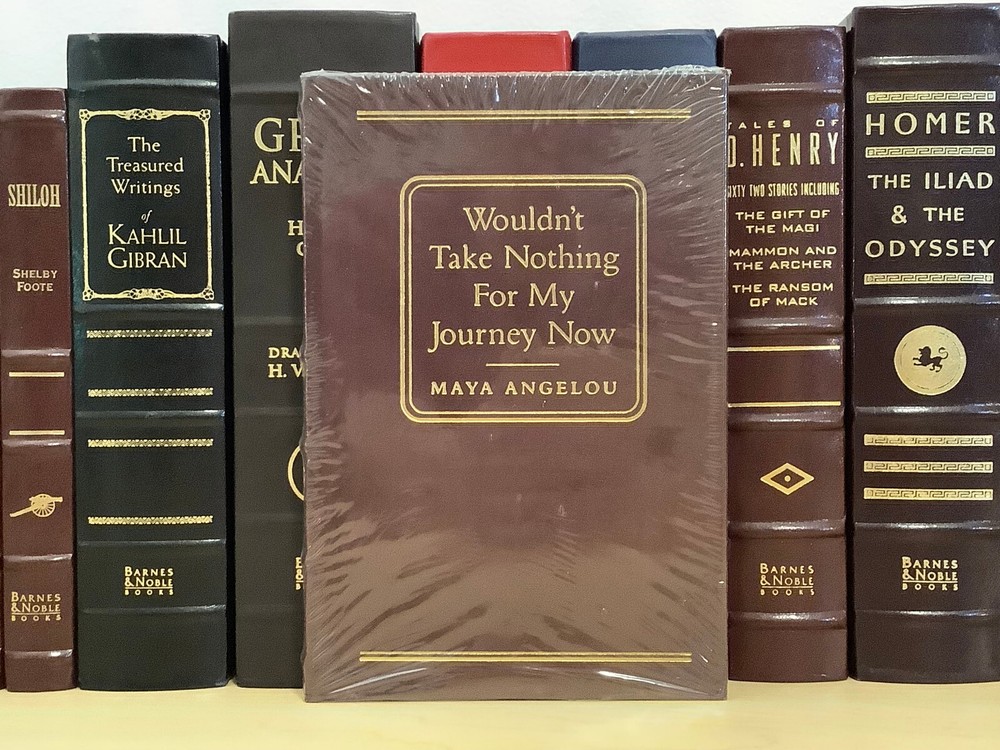 SHILOH
SHELBY
FOOTE
BARNES
&NOBLE
BOOKS
The
Treasured
Writings
of
KAHLIL
GIBRAN
BARNES
&NOBLE
BOOKS
Wouldn't
Take Nothing
For My
Journey Now
MAYA ANGELOU
TALES OF
O. HENRY
SIXTY TWO STORIES INCLUDING
THE GIFT OF
THE MAGI
MAMMON AND
THE ARCHER
THE RANSOM
OF MACK
BARNES
&NOBLE
BOOKS
HOMER
THE ILIAD
& THE
ODYSSEY
BARNES
&NOBLE
BOOKS